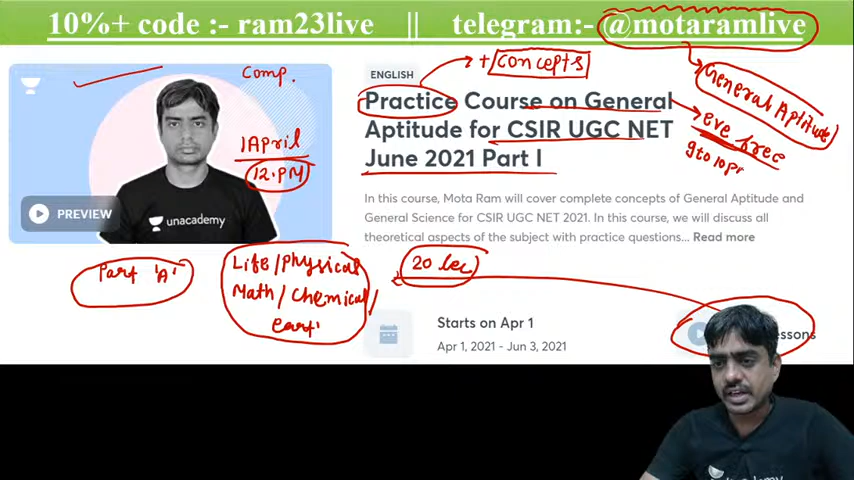 10%+ code :- ram23live || telegram:- @motaramlive
Comp.
1 April
12.PM
PREVIEW
unacademy
ENGLISH
+ Concepts
Practice Course on General
Aptitude for CSIR UGC NET
June 2021 Part I
General Aptitude
eve free
9 to 10 PM
In this course, Mota Ram will cover complete concepts of General Aptitude and
General Science for CSIR UGC NET 2021. In this course, we will discuss all
theoretical aspects of the subject with practice questions... Read more
Part 'A'
Life/physical
Math/Chemical/
eart
20 lec
Starts on Apr 1
Apr 1, 2021 - Jun 3, 2021
essons